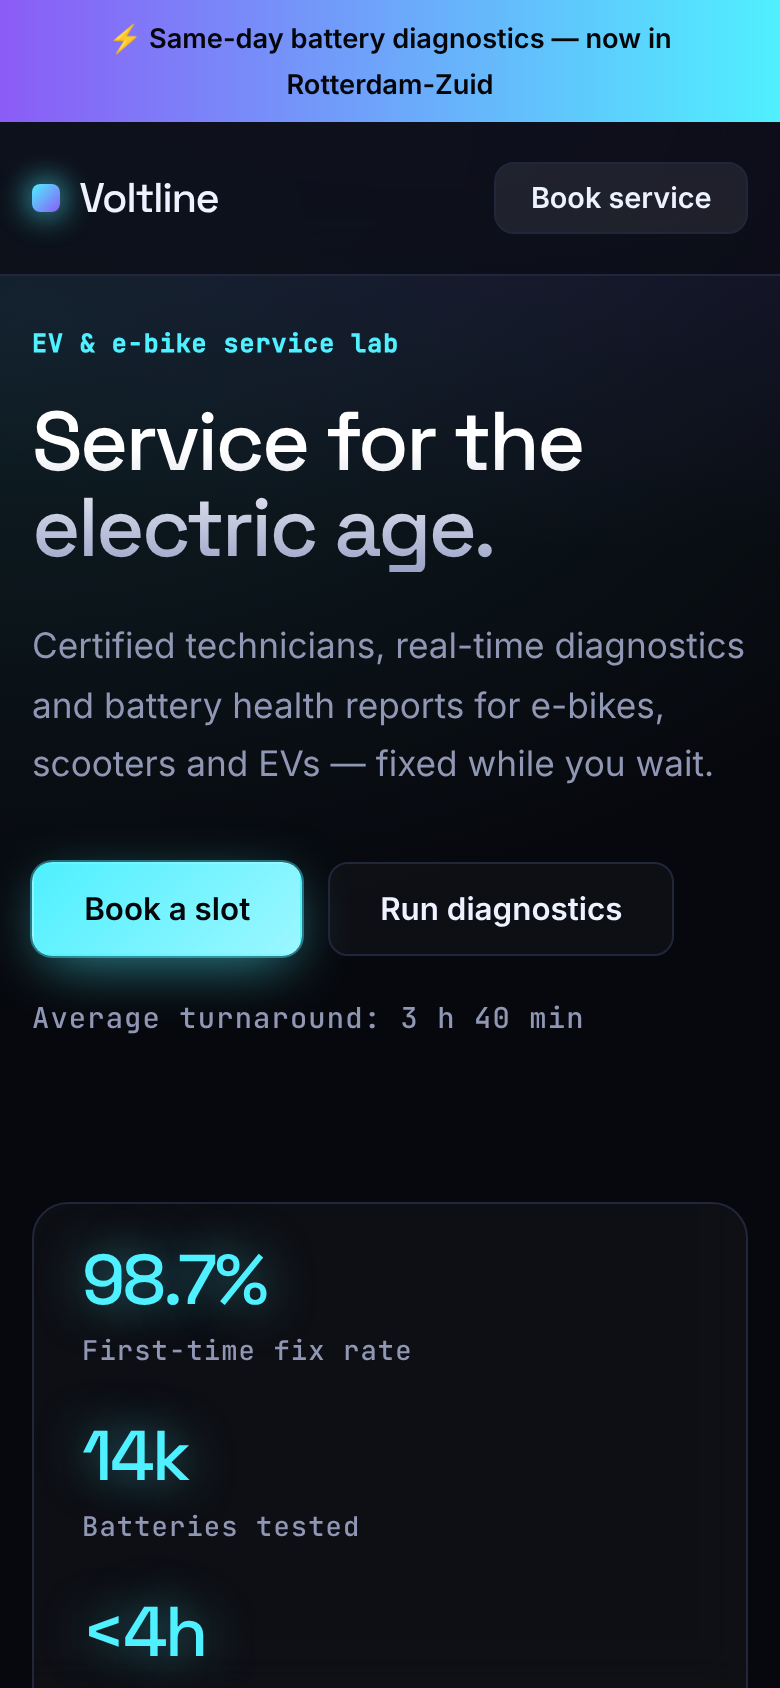 ⚡ Same-day battery diagnostics — now in
Rotterdam-Zuid
Voltline
Book service
EV & e-bike service lab
Service for the
electric age.
Certified technicians, real-time diagnostics
and battery health reports for e-bikes,
scooters and EVs — fixed while you wait.
Book a slot
Run diagnostics
Average turnaround: 3 h 40 min
98.7%
First-time fix rate
14k
Batteries tested
<4h